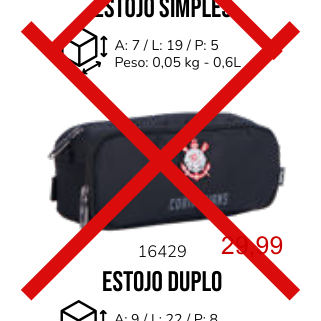 ESTOJO SIMPLES
A: 7 / L: 19 / P: 5
Peso: 0,05 kg - 0,6L
CORINTHIANS
16429
29,99
ESTOJO DUPLO
A: 9 / L: 22 / P: 8